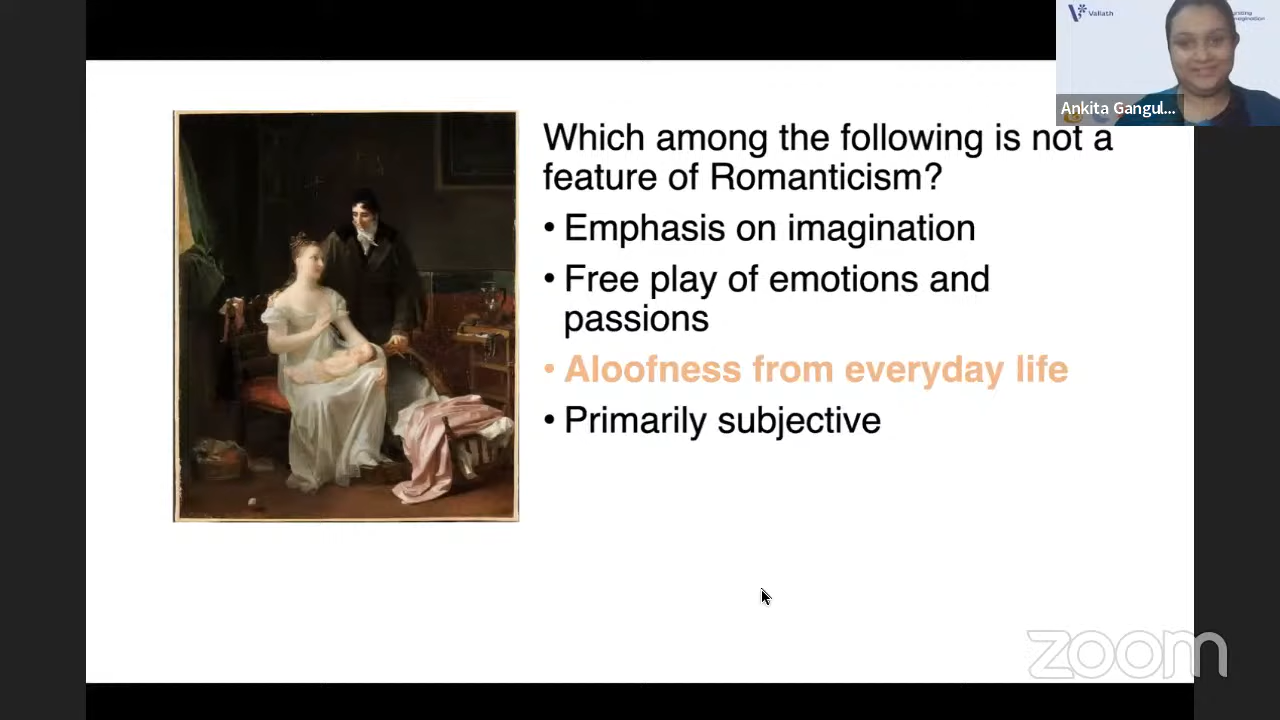 Vallath
Ankita Gangul...
Which among the following is not a
feature of Romanticism?
• Emphasis on imagination
• Free play of emotions and
passions
• Aloofness from everyday life
• Primarily subjective
zoom